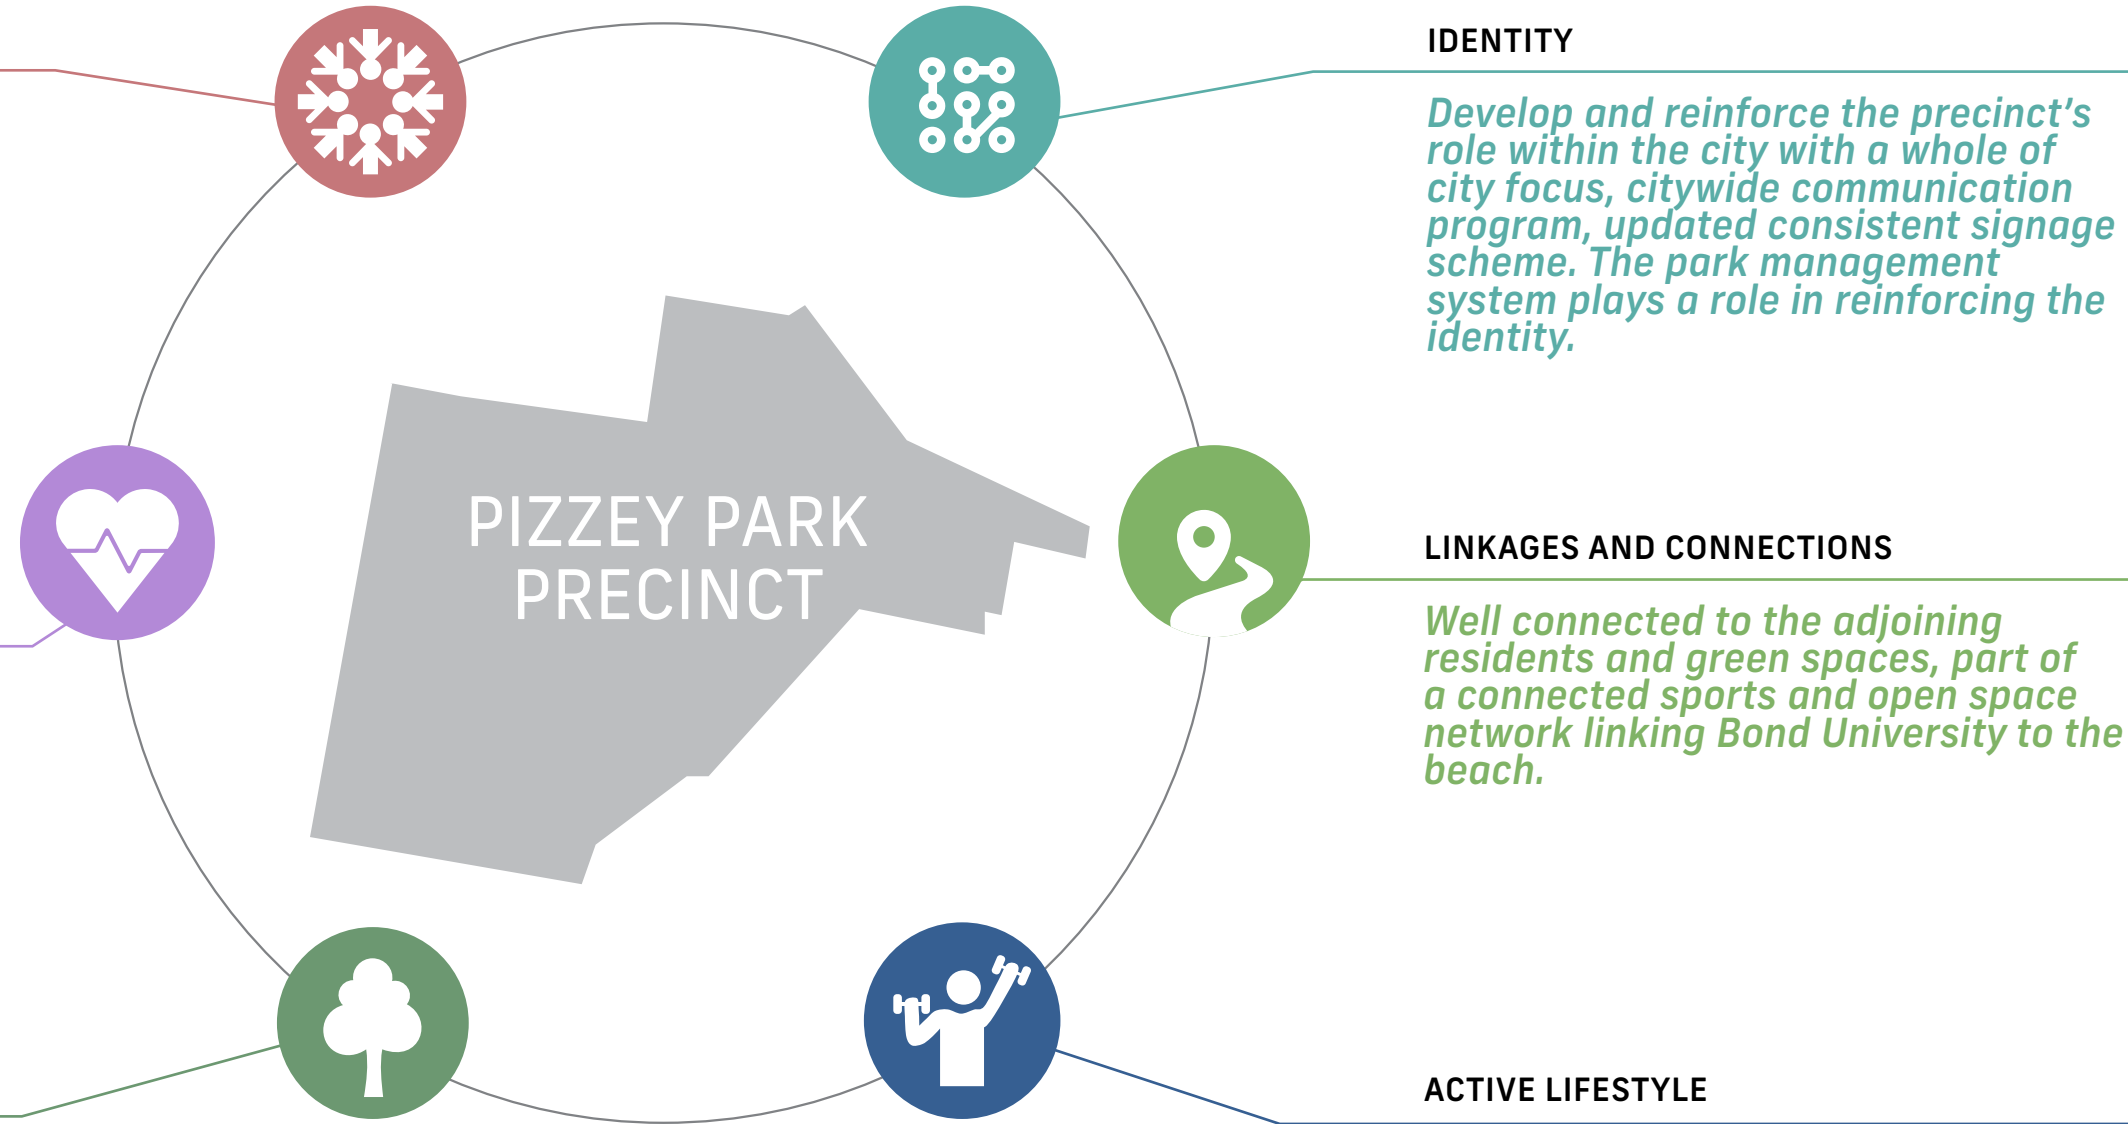 IDENTITY
Develop and reinforce the precinct's
role within the city with a whole of
city focus, citywide communication
program, updated consistent signage
scheme. The park management
system plays a role in reinforcing the
identity.
PIZZEY PARK
PRECINCT
LINKAGES AND CONNECTIONS
Well connected to the adjoining
residents and green spaces, part of
a connected sports and open space
network linking Bond University to the
beach.
ACTIVE LIFESTYLE